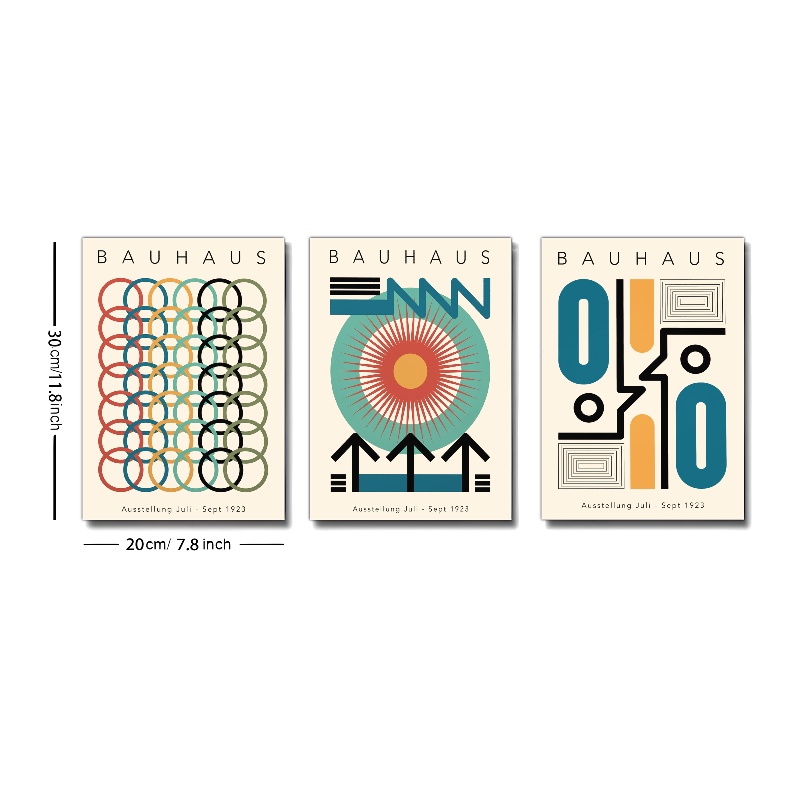 BAUHAUS
Ausstellung Juli - Sept 1923
BAUHAUS
Ausstellung Juli - Sept 1923
BAUHAUS
Ausstellung Juli - Sept 1923
30cm/11.8inch
20cm/ 7.8 inch